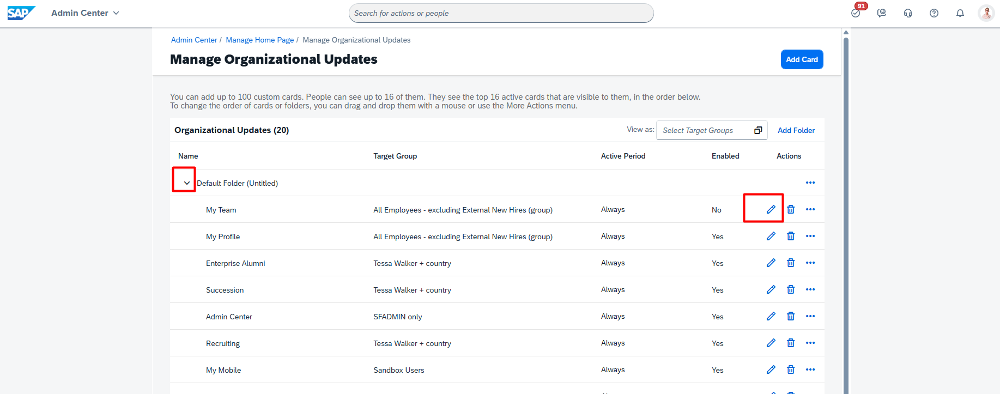 SAP Admin Center Search for actions or people 91
Admin Center / Manage Home Page / Manage Organizational Updates
Manage Organizational Updates Add Card
You can add up to 100 custom cards. People can see up to 16 of them. They see the top 16 active cards that are visible to them, in the order below.
To change the order of cards or folders, you can drag and drop them with a mouse or use the More Actions menu.
Organizational Updates (20) View as: Select Target Groups Add Folder
Name Target Group Active Period Enabled Actions
Default Folder (Untitled)
My Team All Employees - excluding External New Hires (group) Always No
My Profile All Employees - excluding External New Hires (group) Always Yes
Enterprise Alumni Tessa Walker + country Always Yes
Succession Tessa Walker + country Always Yes
Admin Center SFADMIN only Always Yes
Recruiting Tessa Walker + country Always Yes
My Mobile Sandbox Users Always Yes